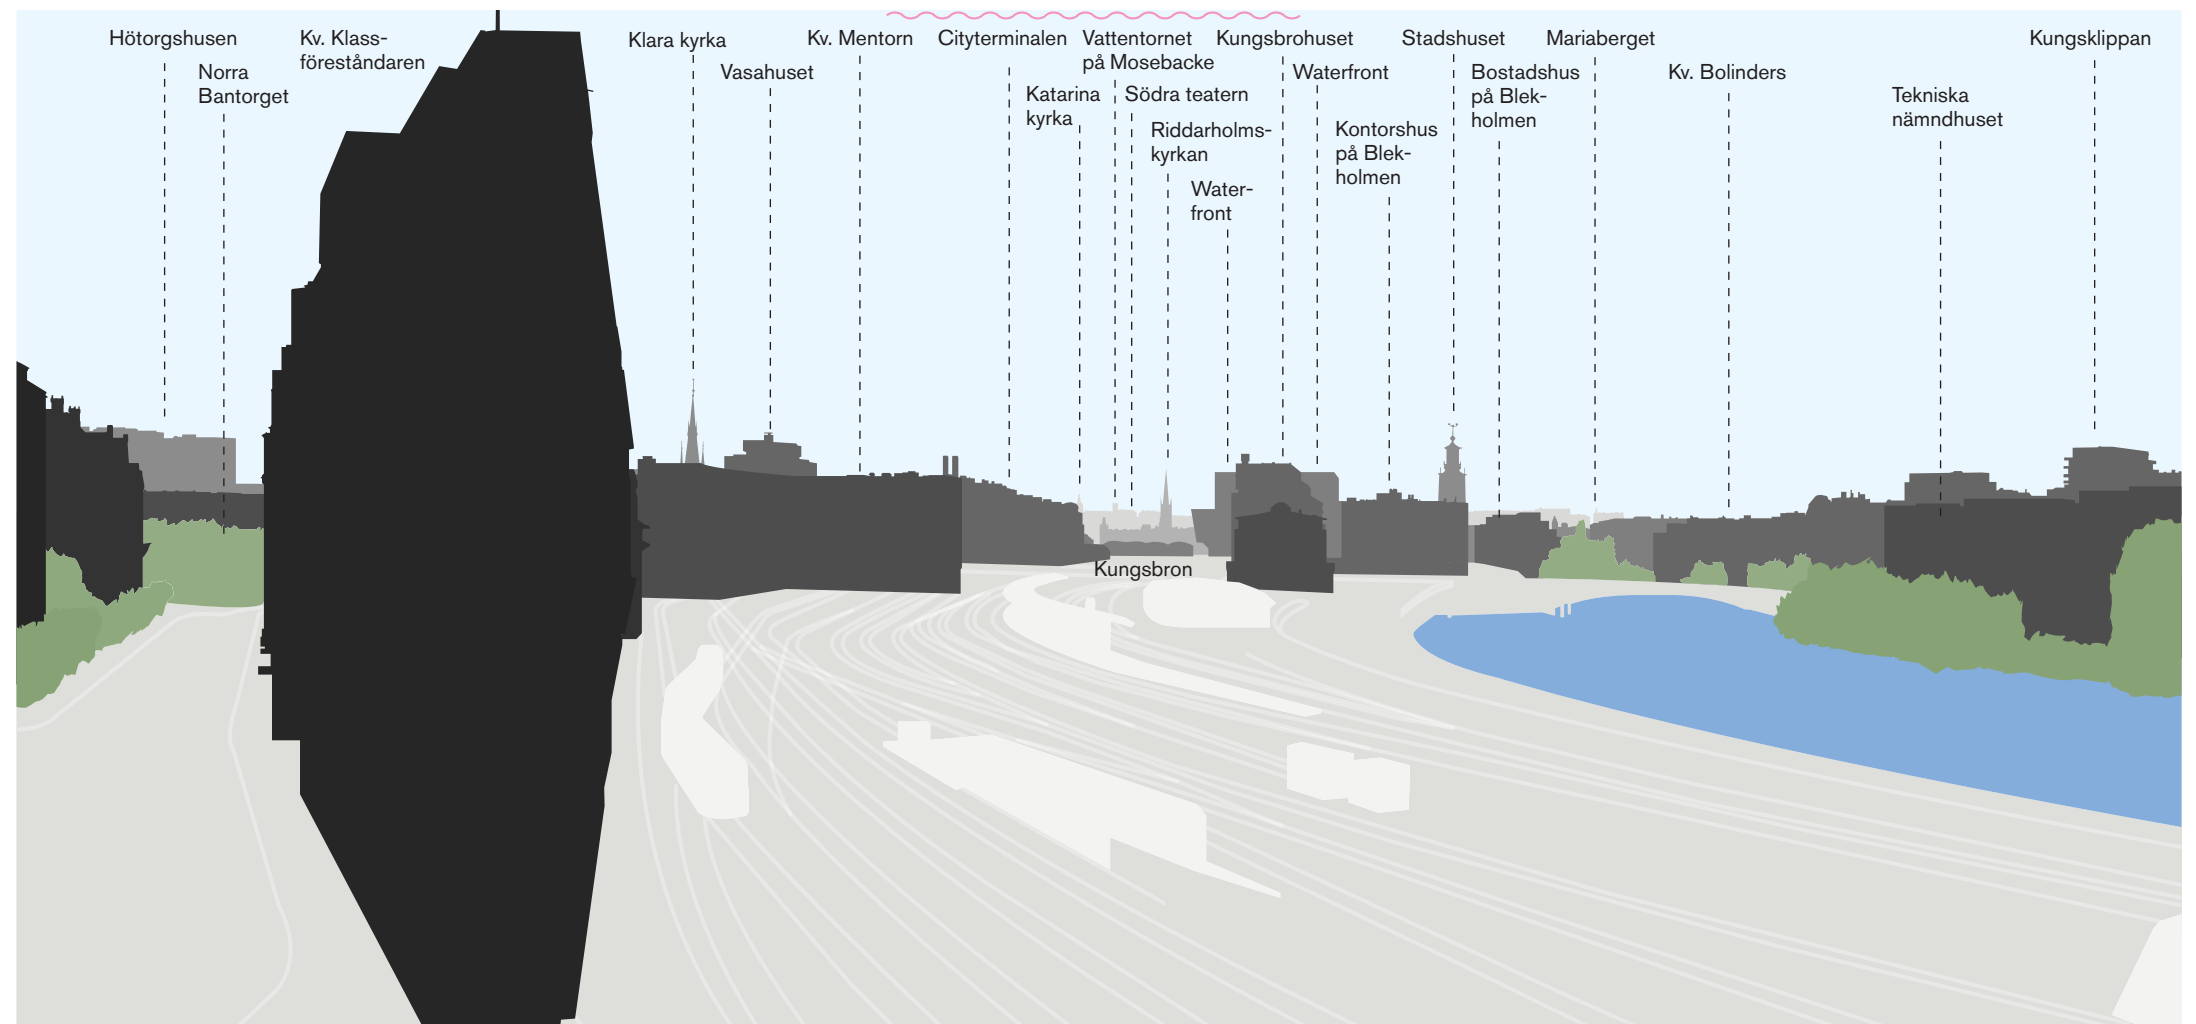 Hötorgshusen
Norra
Bantorget
Kv. Klass-
föreståndaren
Klara kyrka
Vasahuset
Kv. Mentorn
Cityterminalen
Katarina
kyrka
Vattentornet
på Mosebacke
Södra teatern
Riddarholms-
kyrkan
Water-
front
Kungsbrohuset
Waterfront
Kontorshus
på Blek-
holmen
Stadshuset
Bostadshus
på Blek-
holmen
Mariaberget
Kv. Bolinders
Tekniska
nämndhuset
Kungsklippan
Kungsbron